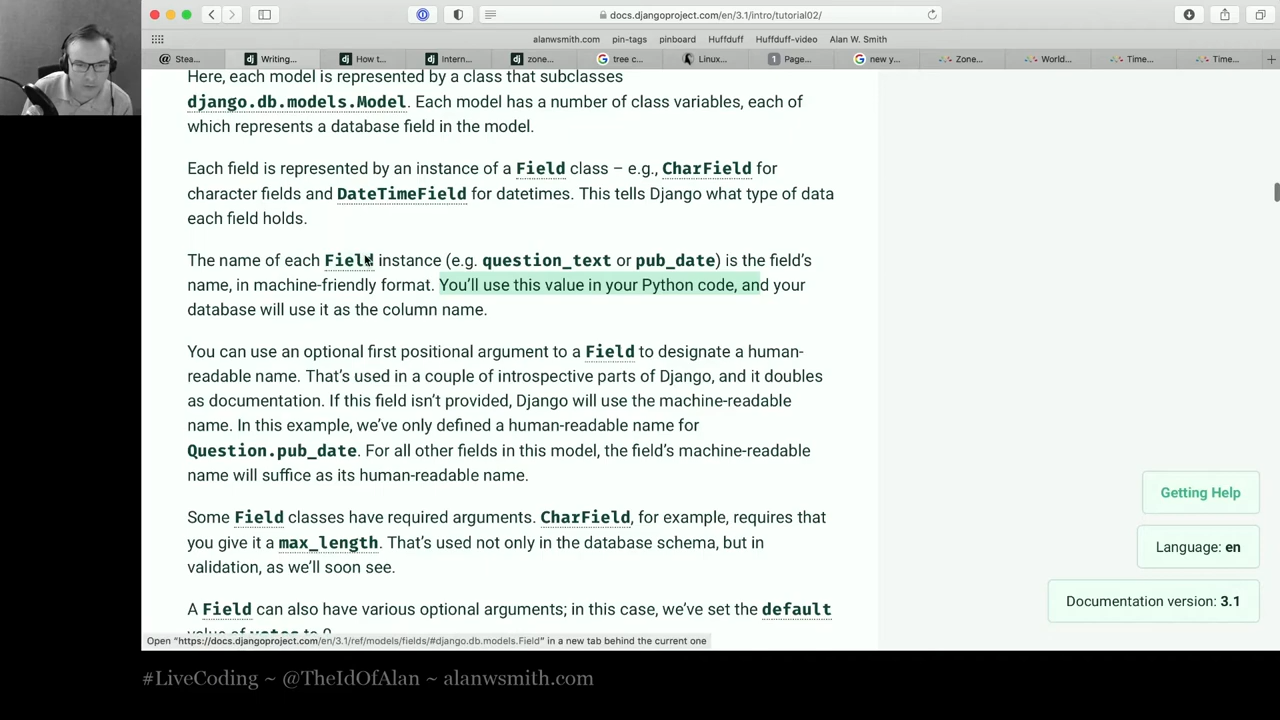 docs.djangoproject.com/en/3.1/intro/tutorial02/
alanwsmith.com pin-tags pinboard Huffduff Huffduff-video Alan W. Smith
@ Stea... dj Writing... dj How t... dj Intern... dj zone... tree c... Linux... 1 Page... new y... Zone... World... Time... Time...
Here, each model is represented by a class that subclasses
django.db.models.Model. Each model has a number of class variables, each of
which represents a database field in the model.
Each field is represented by an instance of a Field class – e.g., CharField for
character fields and DateTimeField for datetimes. This tells Django what type of data
each field holds.
The name of each Field instance (e.g. question_text or pub_date) is the field’s
name, in machine-friendly format. You’ll use this value in your Python code, and your
database will use it as the column name.
You can use an optional first positional argument to a Field to designate a human-
readable name. That’s used in a couple of introspective parts of Django, and it doubles
as documentation. If this field isn’t provided, Django will use the machine-readable
name. In this example, we’ve only defined a human-readable name for
Question.pub_date. For all other fields in this model, the field’s machine-readable
name will suffice as its human-readable name.
Some Field classes have required arguments. CharField, for example, requires that
you give it a max_length. That’s used not only in the database schema, but in
validation, as we’ll soon see.
A Field can also have various optional arguments; in this case, we’ve set the default
value of votes to 0.
Getting Help
Language: en
Documentation version: 3.1
Open “https://docs.djangoproject.com/en/3.1/ref/models/fields/#django.db.models.Field” in a new tab behind the current one
#LiveCoding ~ @TheIdOfAlan ~ alanwsmith.com